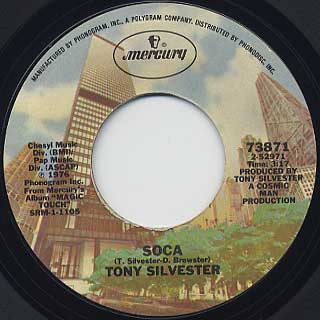 MANUFACTURED BY PHONOGRAM, INC., A POLYGRAM COMPANY. DISTRIBUTED BY PHONODISC, INC.
mercury
Chesyl Music
Div. (BMI)
Pap Music
Div. (ASCAP)
℗ 1976
Phonogram Inc.
From Mercury's
Album "MAGIC
TOUCH"
SRM-1-1105
73871
2-52971
Time: 3:17
PRODUCED BY
TONY SILVESTER
A COSMIC
MAN
PRODUCTION
SOCA
(T. Silvester-D. Brewster)
TONY SILVESTER